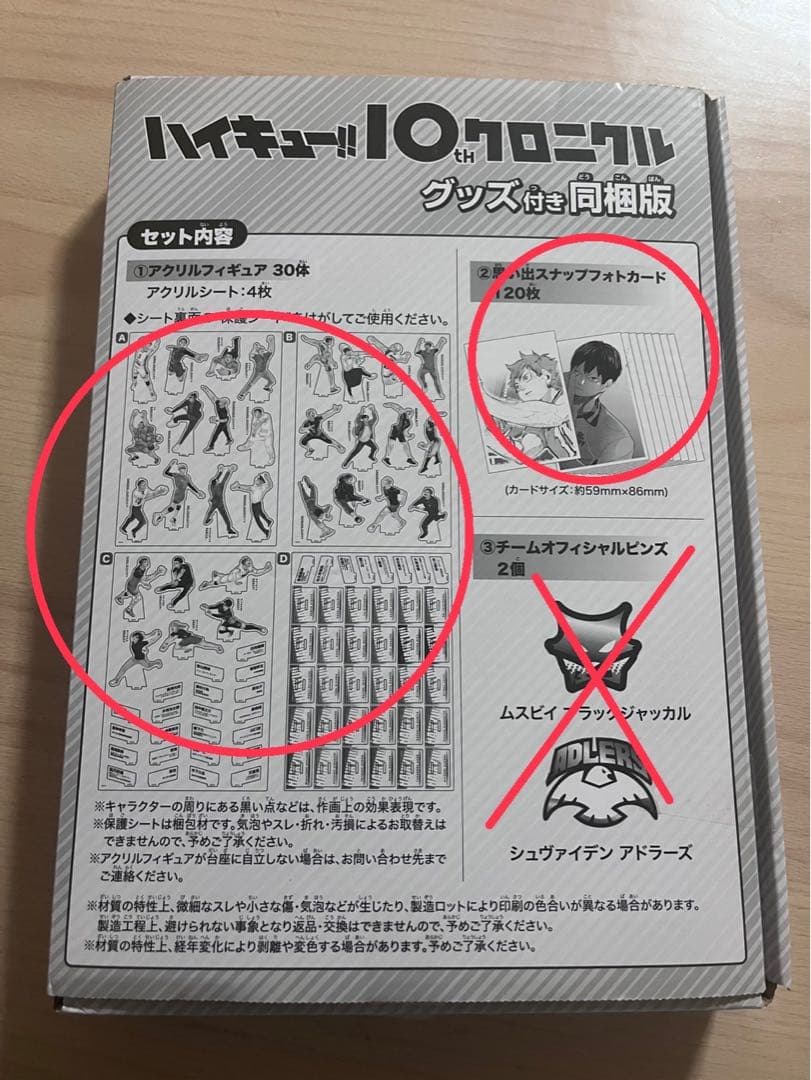 ハイキュー!!10thクロニクル
グッズ付き同梱版
セット内容
①アクリルフィギュア 30体
アクリルシート:4枚
◆シート裏面の保護シートをはがしてご使用ください。
A
B
C
D
②思い出スナップフォトカード
120枚
(カードサイズ:約59mm×86mm)
③チームオフィシャルピンズ
2個
ムスビイ ブラックジャッカル
ADLERS
シュヴァイデン アドラーズ
※キャラクターの周りにある黒い点などは、作画上の効果表現です。
※保護シートは梱包材です。気泡やスレ・折れ・汚損によるお取替えは
できませんので、予めご了承ください。
※アクリルフィギュアが台座に自立しない場合は、お問い合わせ先まで
ご連絡ください。
※材質の特性上、微細なスレや小さな傷・気泡などが生じたり、製造ロットにより印刷の色合いが異なる場合があります。
製造工程上、避けられない事象となり返品・交換はできませんので、予めご了承ください。
※材質の特性上、経年変化により剥離や変色する場合があります。予めご了承ください。